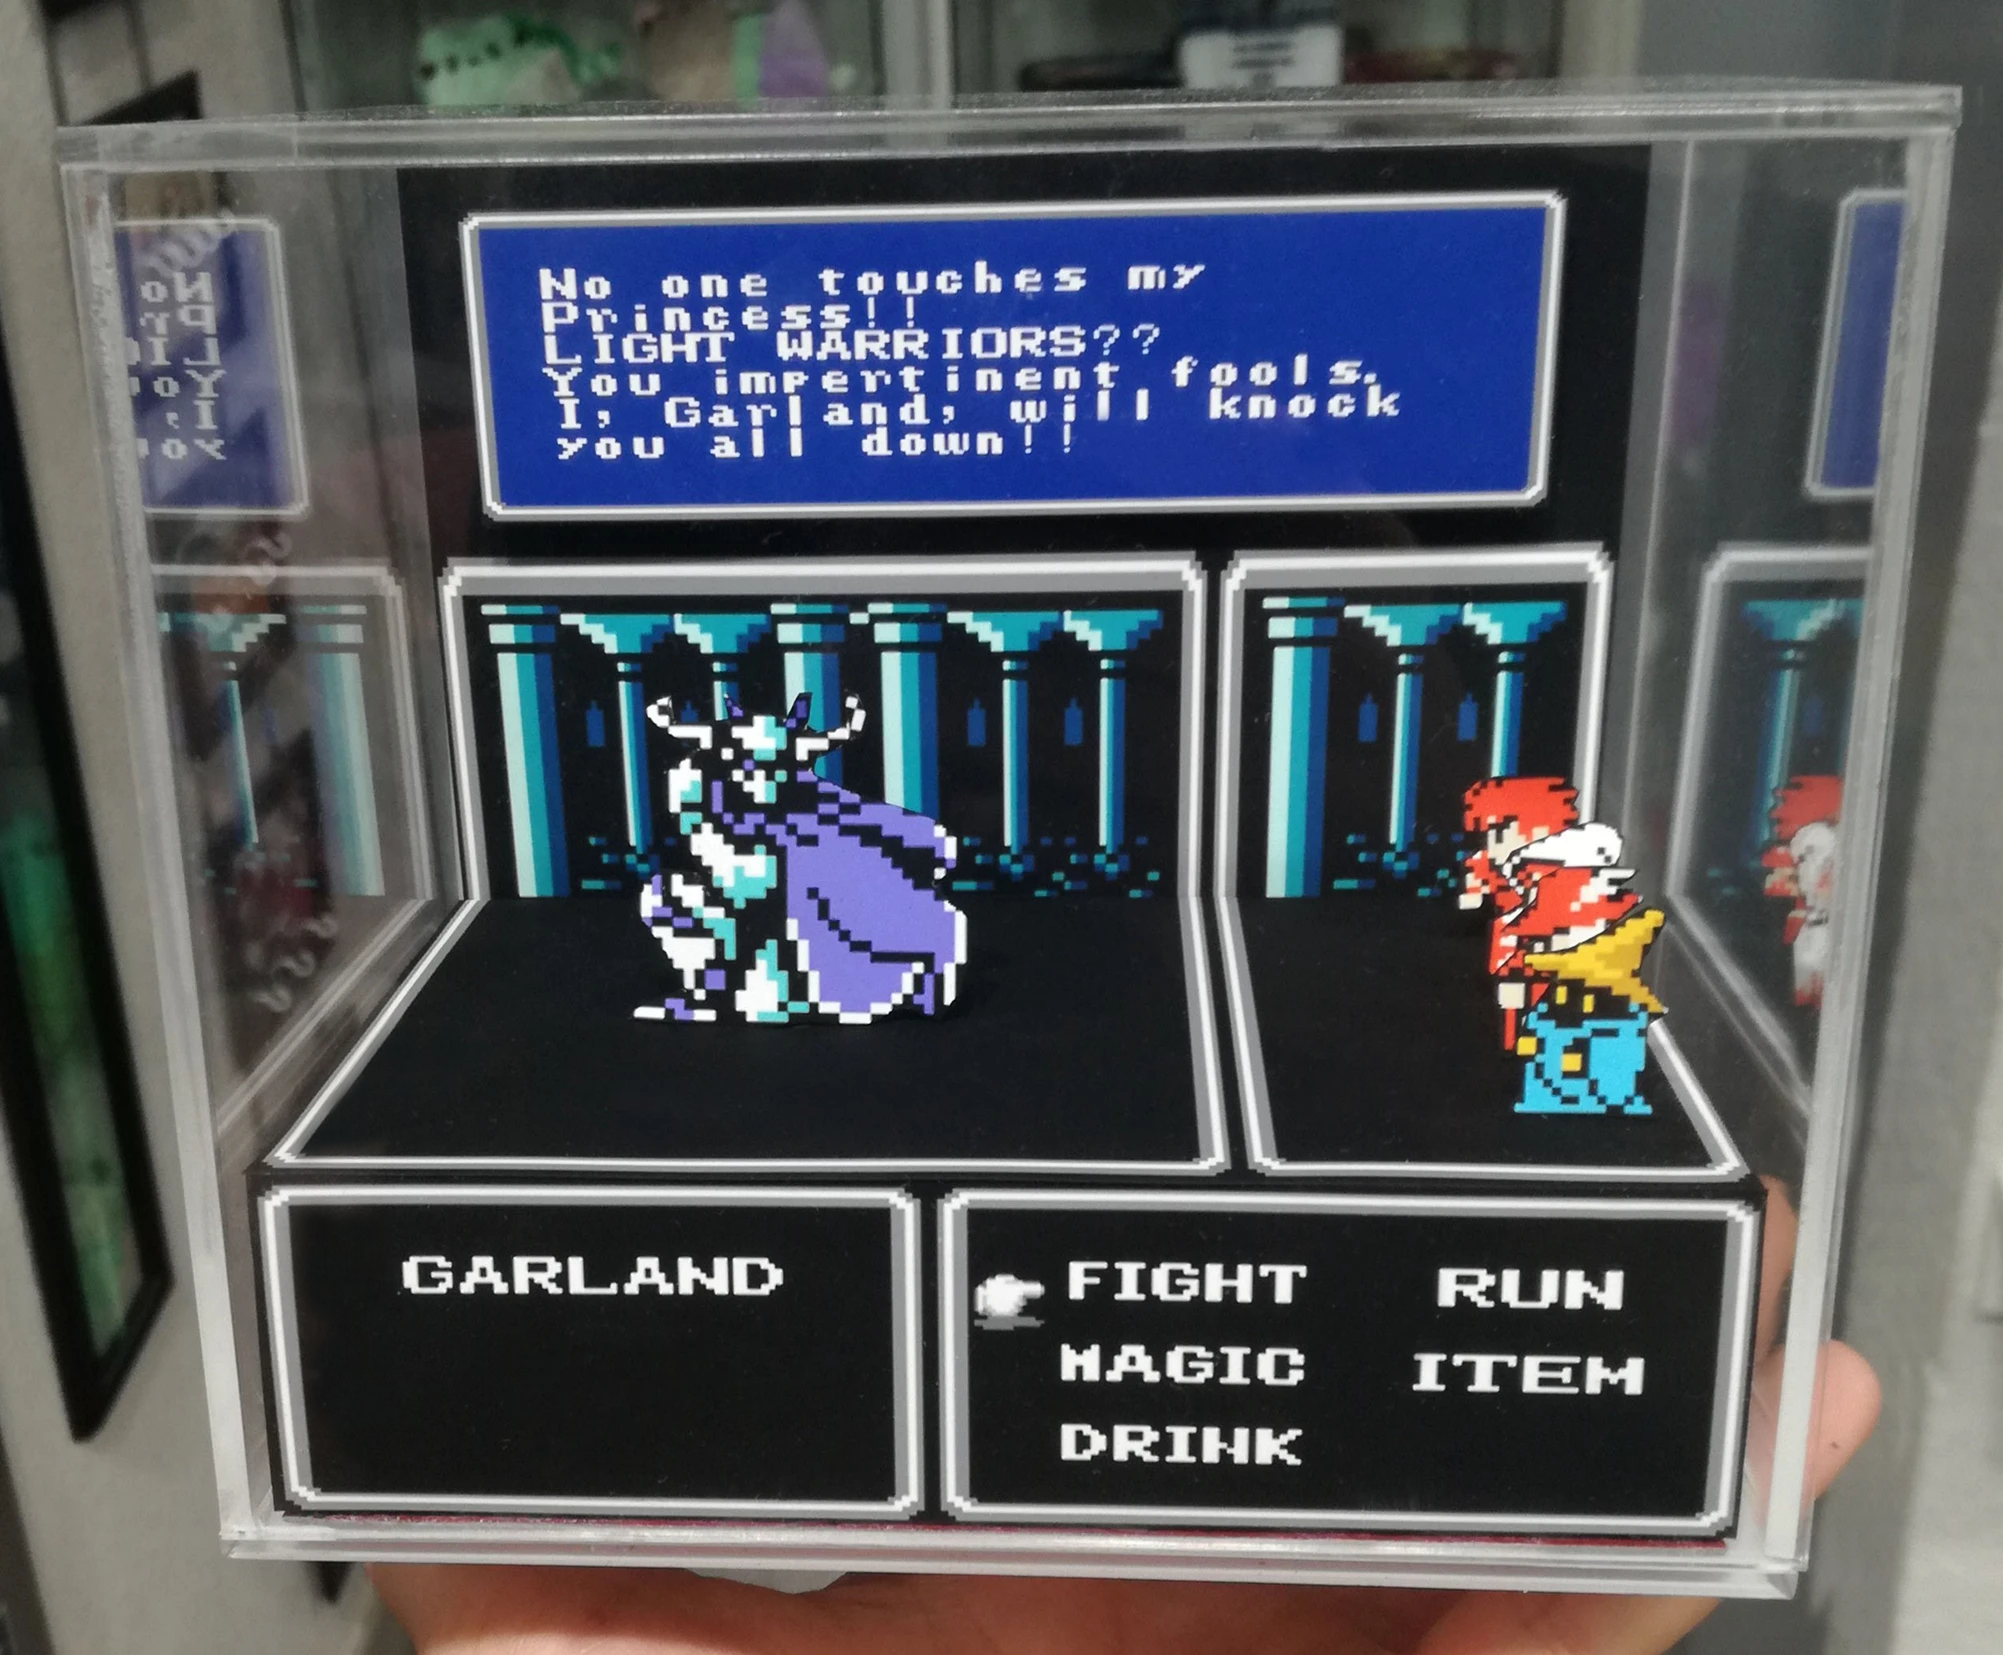 No one touches my
Princess!!
LIGHT WARRIORS??
You impertinent fools.
I, Garland, will knock
you all down!!
GARLAND
FIGHT RUN
MAGIC ITEM
DRINK